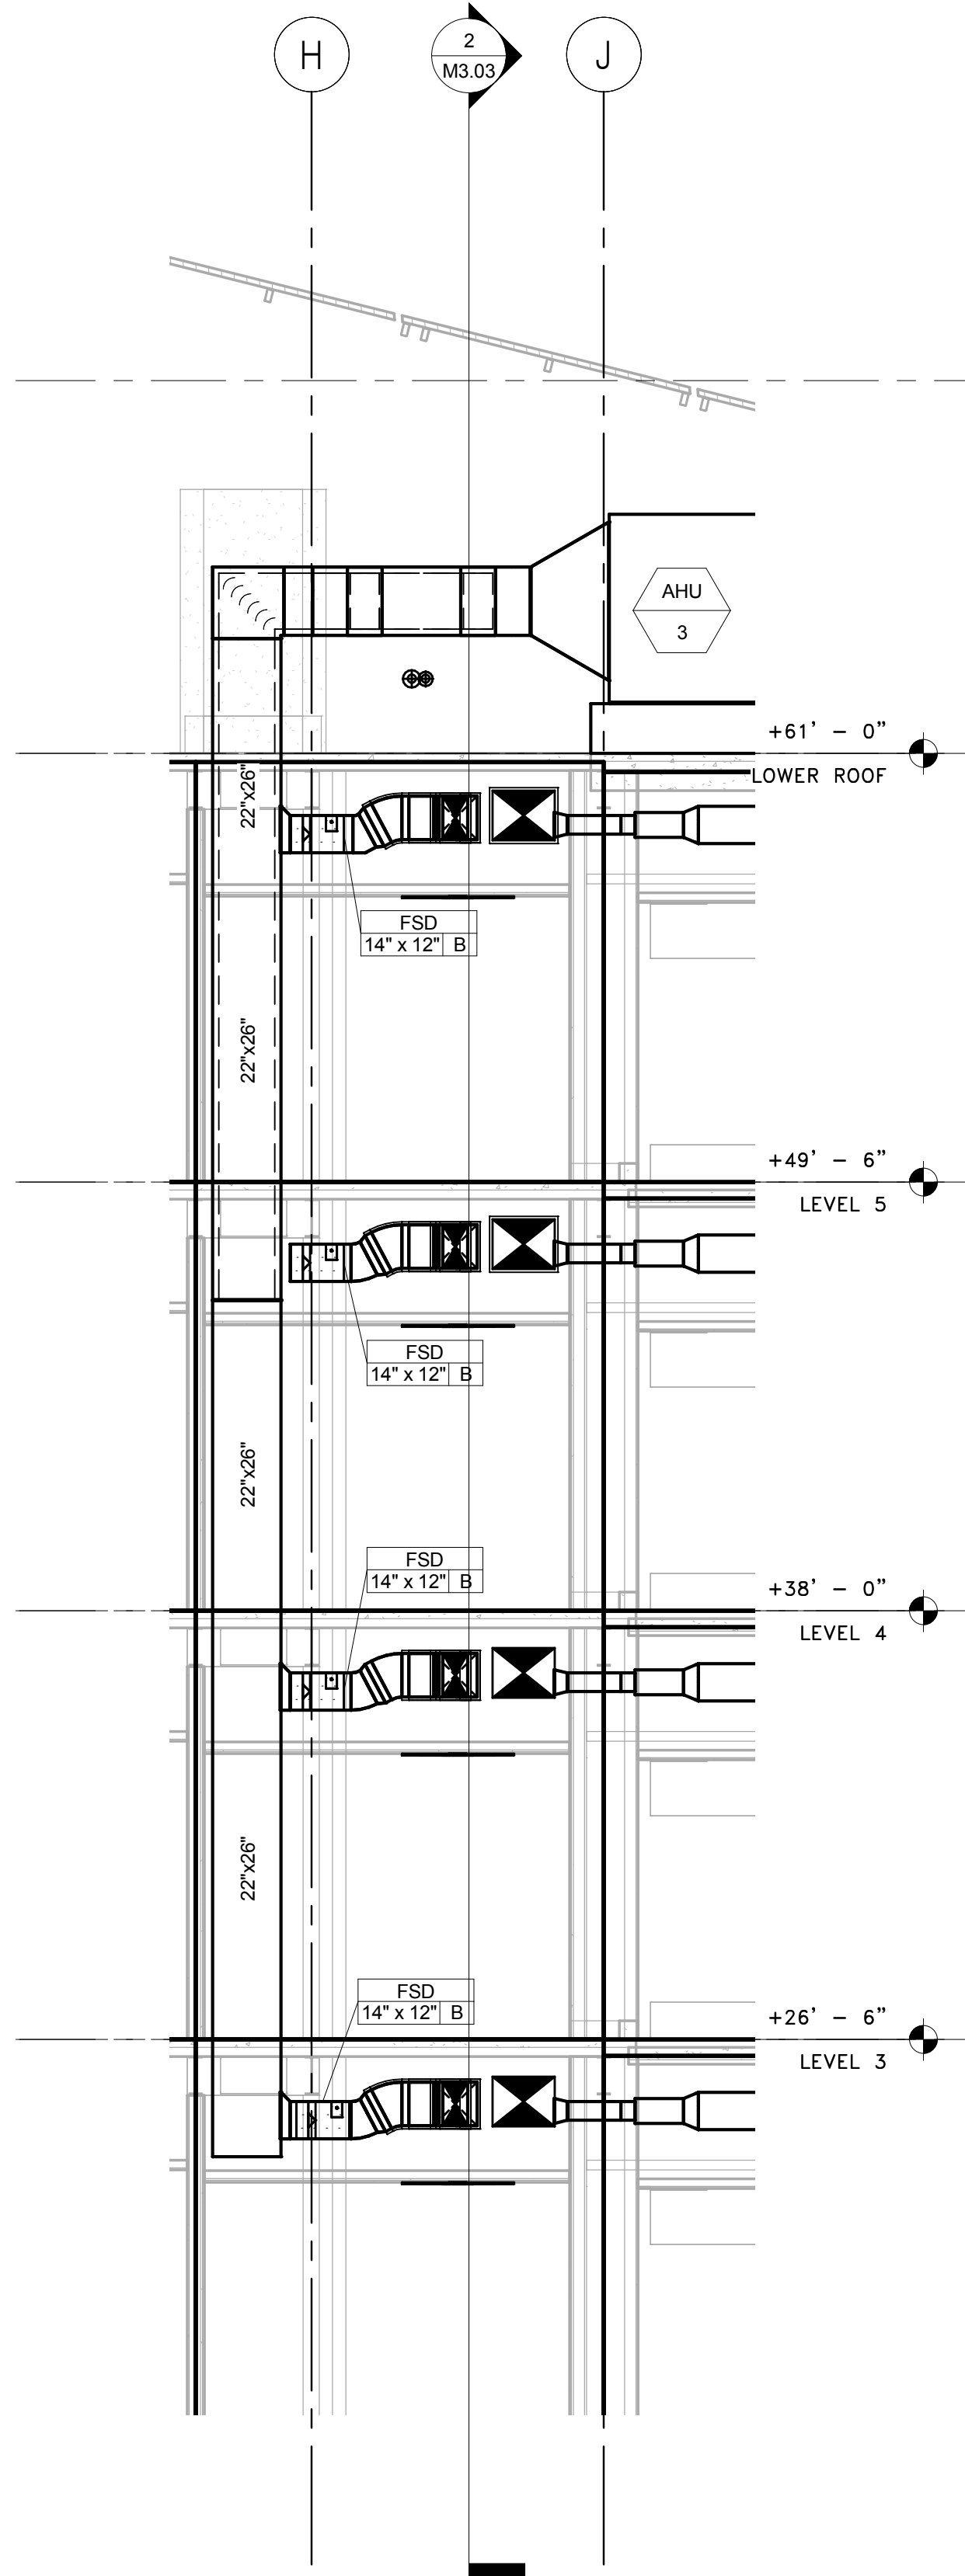 H
2
M3.03
J
AHU
3
+61' - 0"
LOWER ROOF
22"x26"
FSD
14" x 12" B
22"x26"
+49' - 6"
LEVEL 5
FSD
14" x 12" B
22"x26"
FSD
14" x 12" B
+38' - 0"
LEVEL 4
22"x26"
FSD
14" x 12" B
+26' - 6"
LEVEL 3